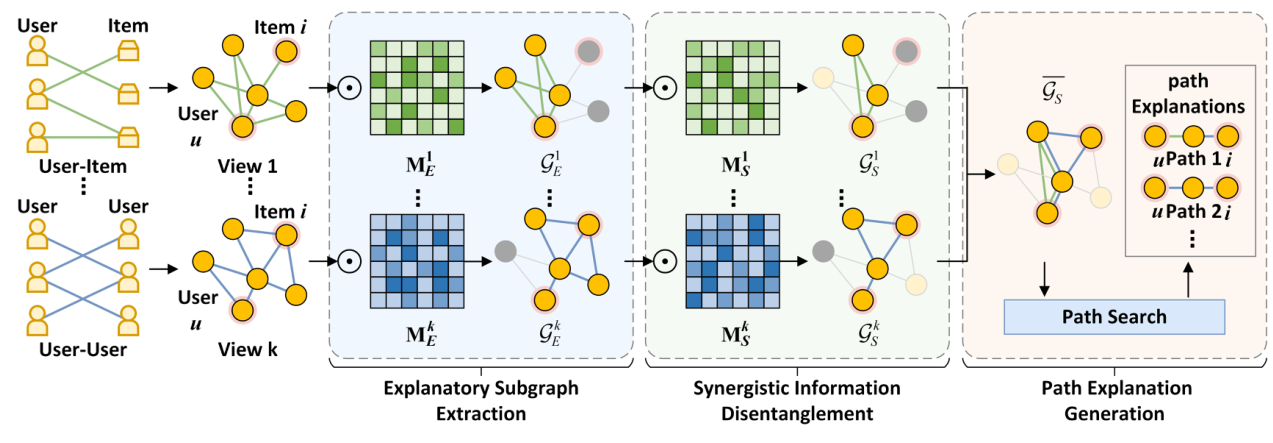 User
Item
User-Item
⋮
User
User
User-User
Item i
User
u
View 1
⋮
Item i
User
u
View k
⊙
M_E^1
𝒢_E^1
⋮
⋮
⊙
M_E^k
𝒢_E^k
Explanatory Subgraph
Extraction
⊙
M_S^1
𝒢_S^1
⋮
⋮
⊙
M_S^k
𝒢_S^k
Synergistic Information
Disentanglement
\overline{𝒢_S}
path
Explanations
u Path 1 i
u Path 2 i
⋮
Path Search
Path Explanation
Generation